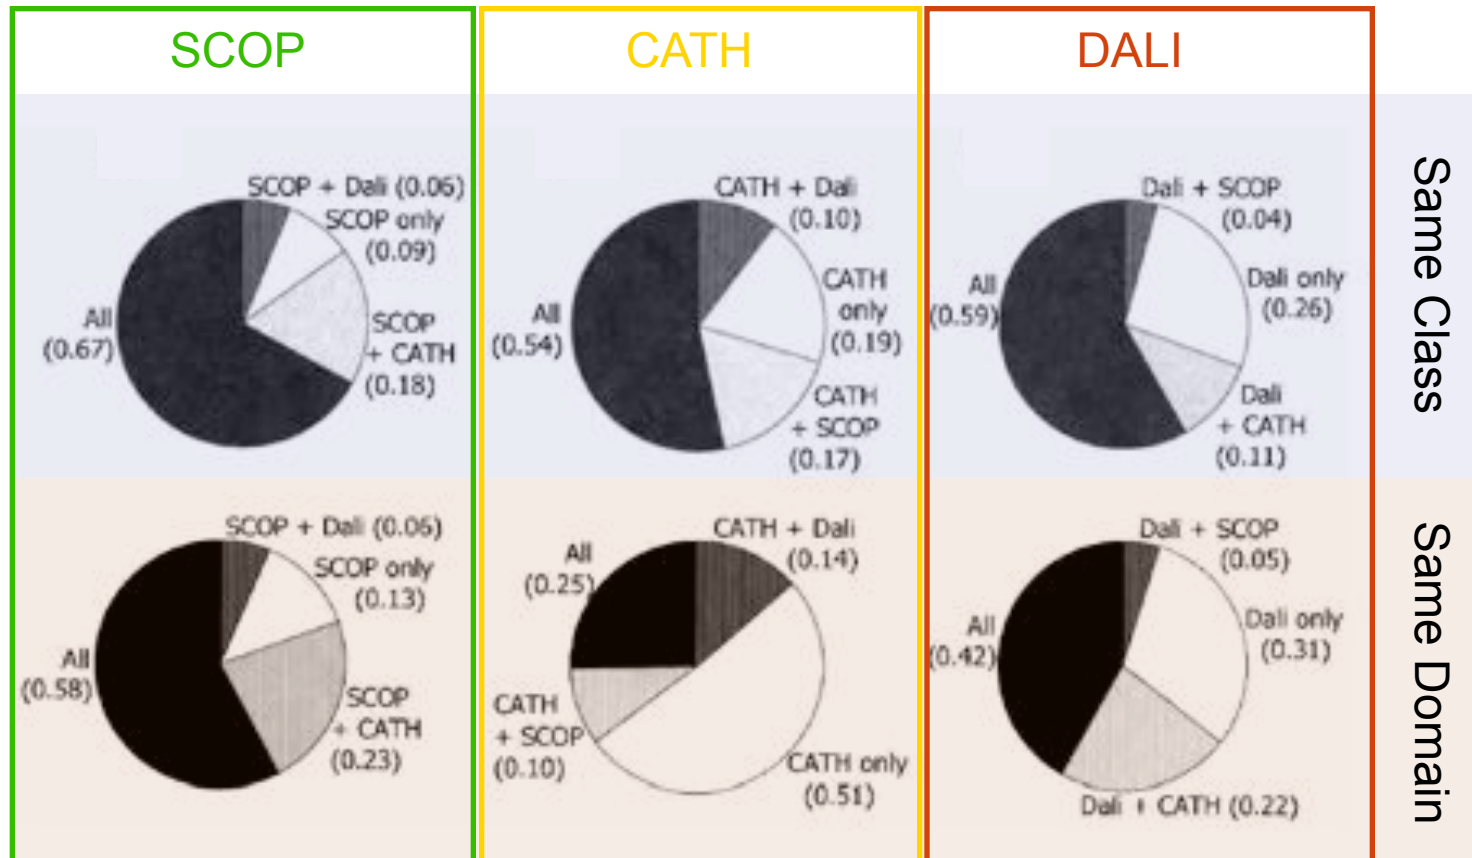 SCOP
CATH
DALI
SCOP + Dali (0.06)
SCOP only
(0.09)
SCOP
+ CATH
(0.18)
All
(0.67)
CATH + Dali
(0.10)
CATH
only
(0.19)
CATH
+ SCOP
(0.17)
All
(0.54)
Dali + SCOP
(0.04)
Dali only
(0.26)
Dali
+ CATH
(0.11)
All
(0.59)
Same Class
SCOP + Dali (0.06)
SCOP only
(0.13)
SCOP
+ CATH
(0.23)
All
(0.58)
CATH + Dali
(0.14)
CATH only
(0.51)
CATH
+ SCOP
(0.10)
All
(0.25)
Dali + SCOP
(0.05)
Dali only
(0.31)
Dali + CATH (0.22)
All
(0.42)
Same Domain